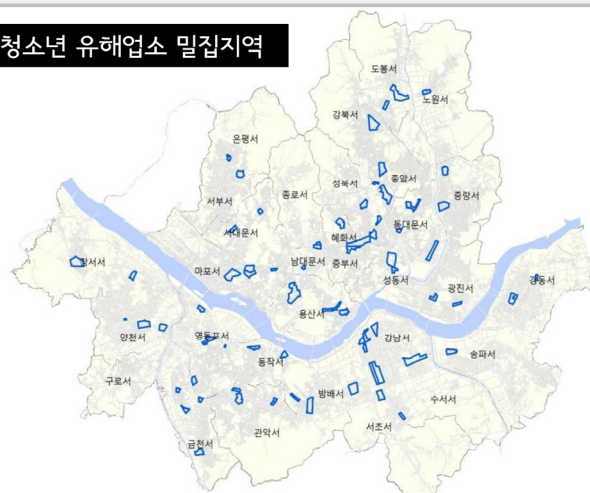 청소년 유해업소 밀집지역
도봉서
노원서
강북서
은평서
성북서
종암서
종로서
중랑서
서부서
서대문서
동대문서
혜화서
남대문서
중부서
강서서
마포서
성동서
광진서
강동서
용산서
양천서
영등포서
강남서
동작서
송파서
구로서
방배서
수서서
서초서
관악서
금천서